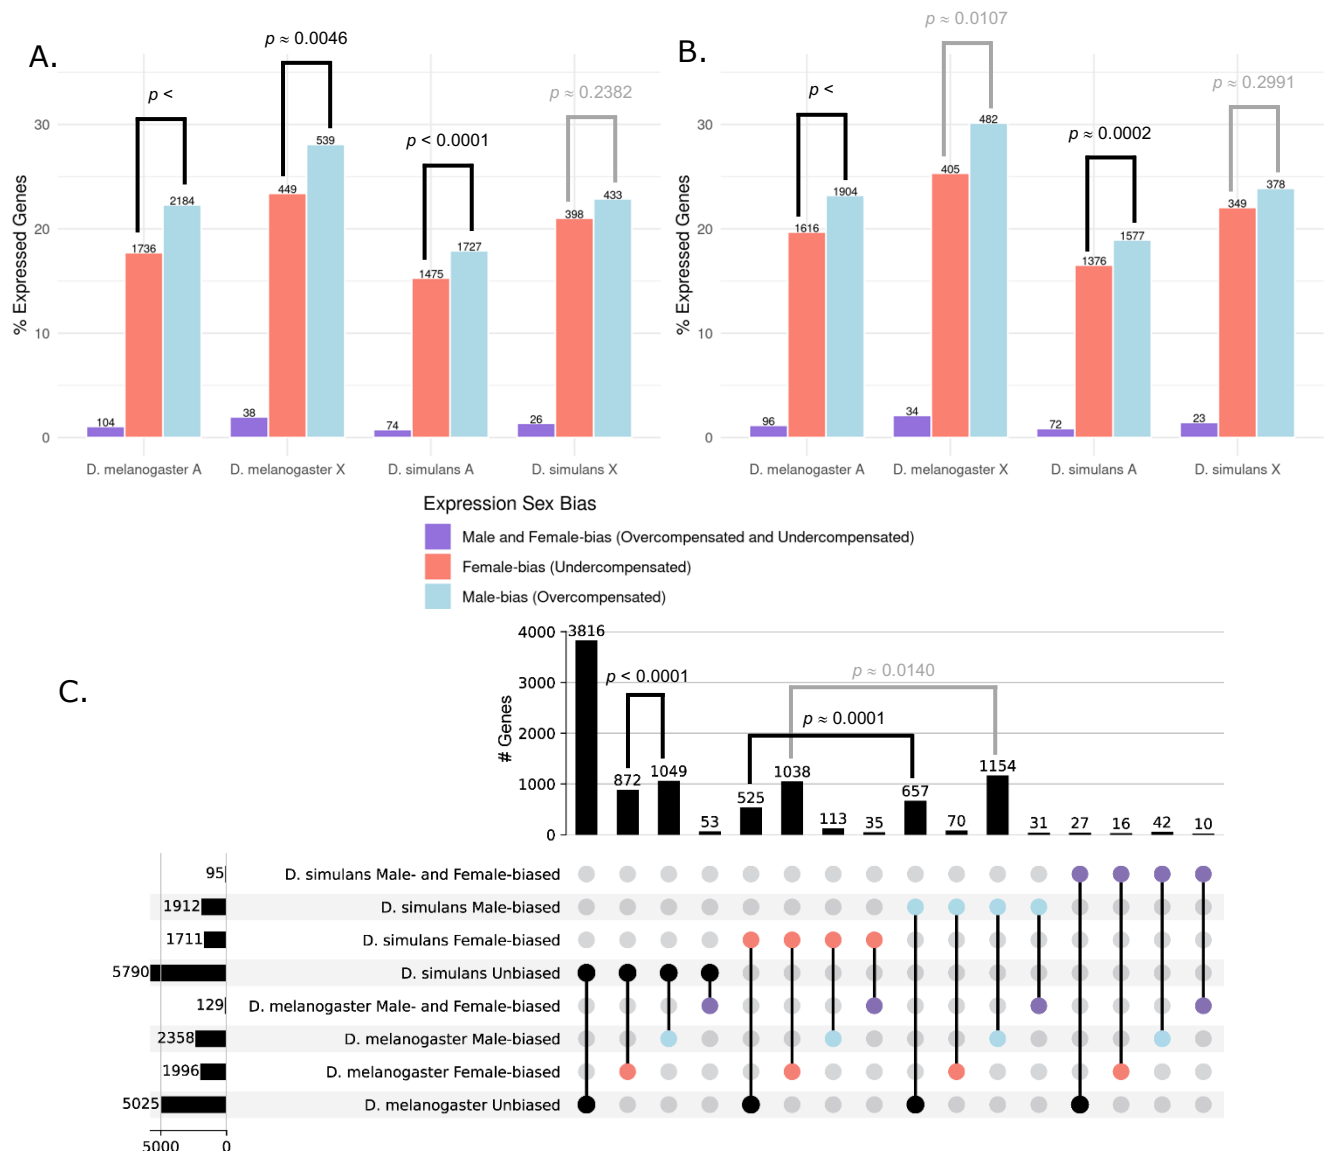 A.
p ≈ 0.0046
p <
p < 0.0001
p ≈ 0.2382
% Expressed Genes
30
20
10
0
104
1736
2184
38
449
539
74
1475
1727
26
398
433
D. melanogaster A
D. melanogaster X
D. simulans A
D. simulans X
B.
p ≈ 0.0107
p <
p ≈ 0.0002
p ≈ 0.2991
% Expressed Genes
30
20
10
0
96
1616
1904
34
405
482
72
1376
1577
23
349
378
D. melanogaster A
D. melanogaster X
D. simulans A
D. simulans X
Expression Sex Bias
Male and Female-bias (Overcompensated and Undercompensated)
Female-bias (Undercompensated)
Male-bias (Overcompensated)
C.
# Genes
4000
3000
2000
1000
0
p < 0.0001
p ≈ 0.0140
p ≈ 0.0001
3816
872
1049
53
525
1038
113
35
657
70
1154
31
27
16
42
10
95
D. simulans Male- and Female-biased
1912
D. simulans Male-biased
1711
D. simulans Female-biased
5790
D. simulans Unbiased
129
D. melanogaster Male- and Female-biased
2358
D. melanogaster Male-biased
1996
D. melanogaster Female-biased
5025
D. melanogaster Unbiased
5000
0